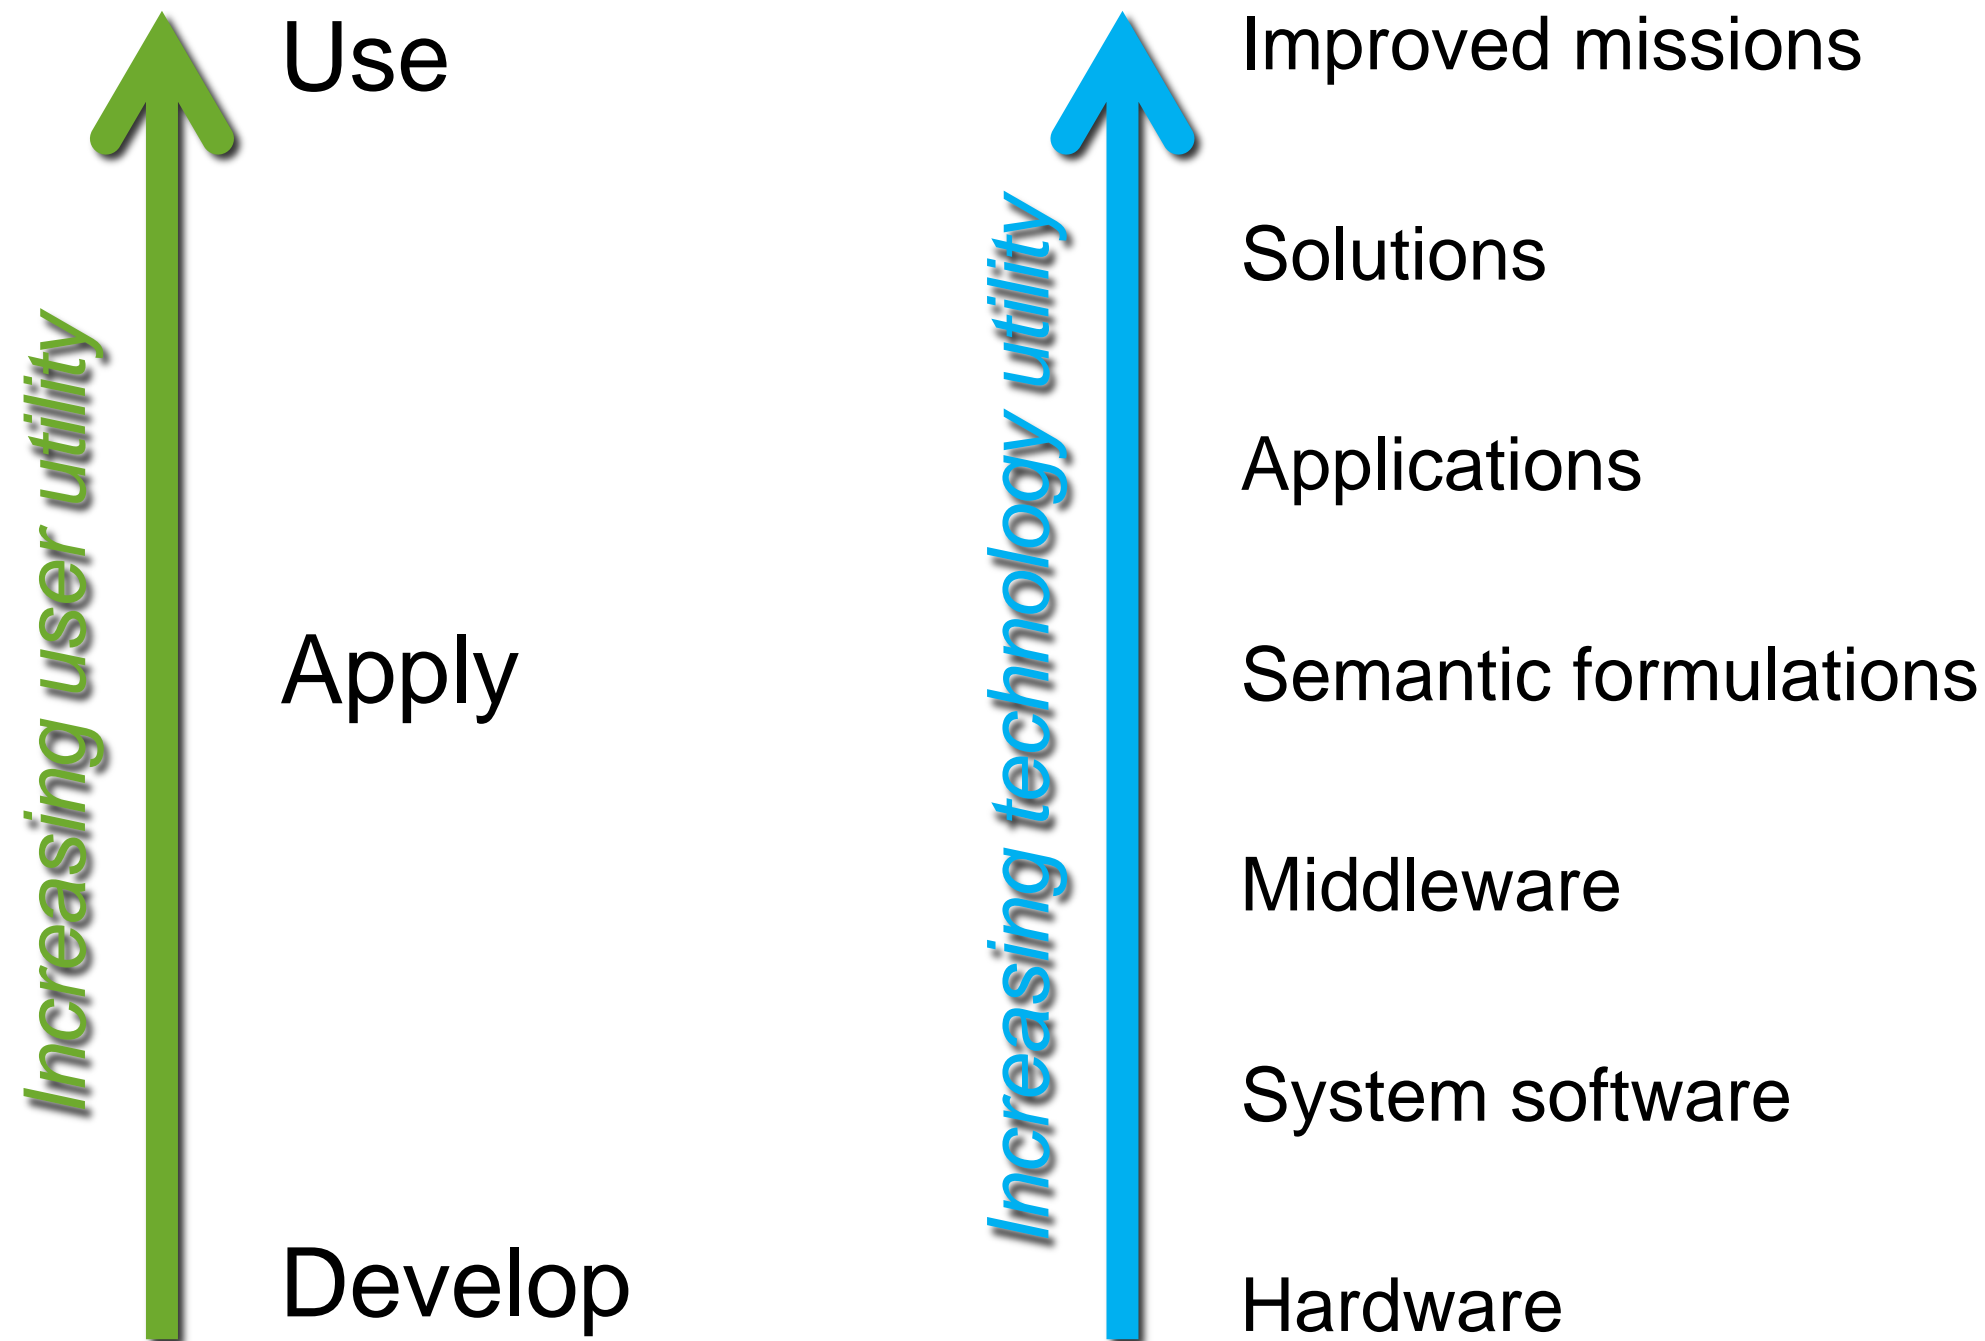 Increasing user utility
Use
Apply
Develop
Increasing technology utility
Improved missions
Solutions
Applications
Semantic formulations
Middleware
System software
Hardware